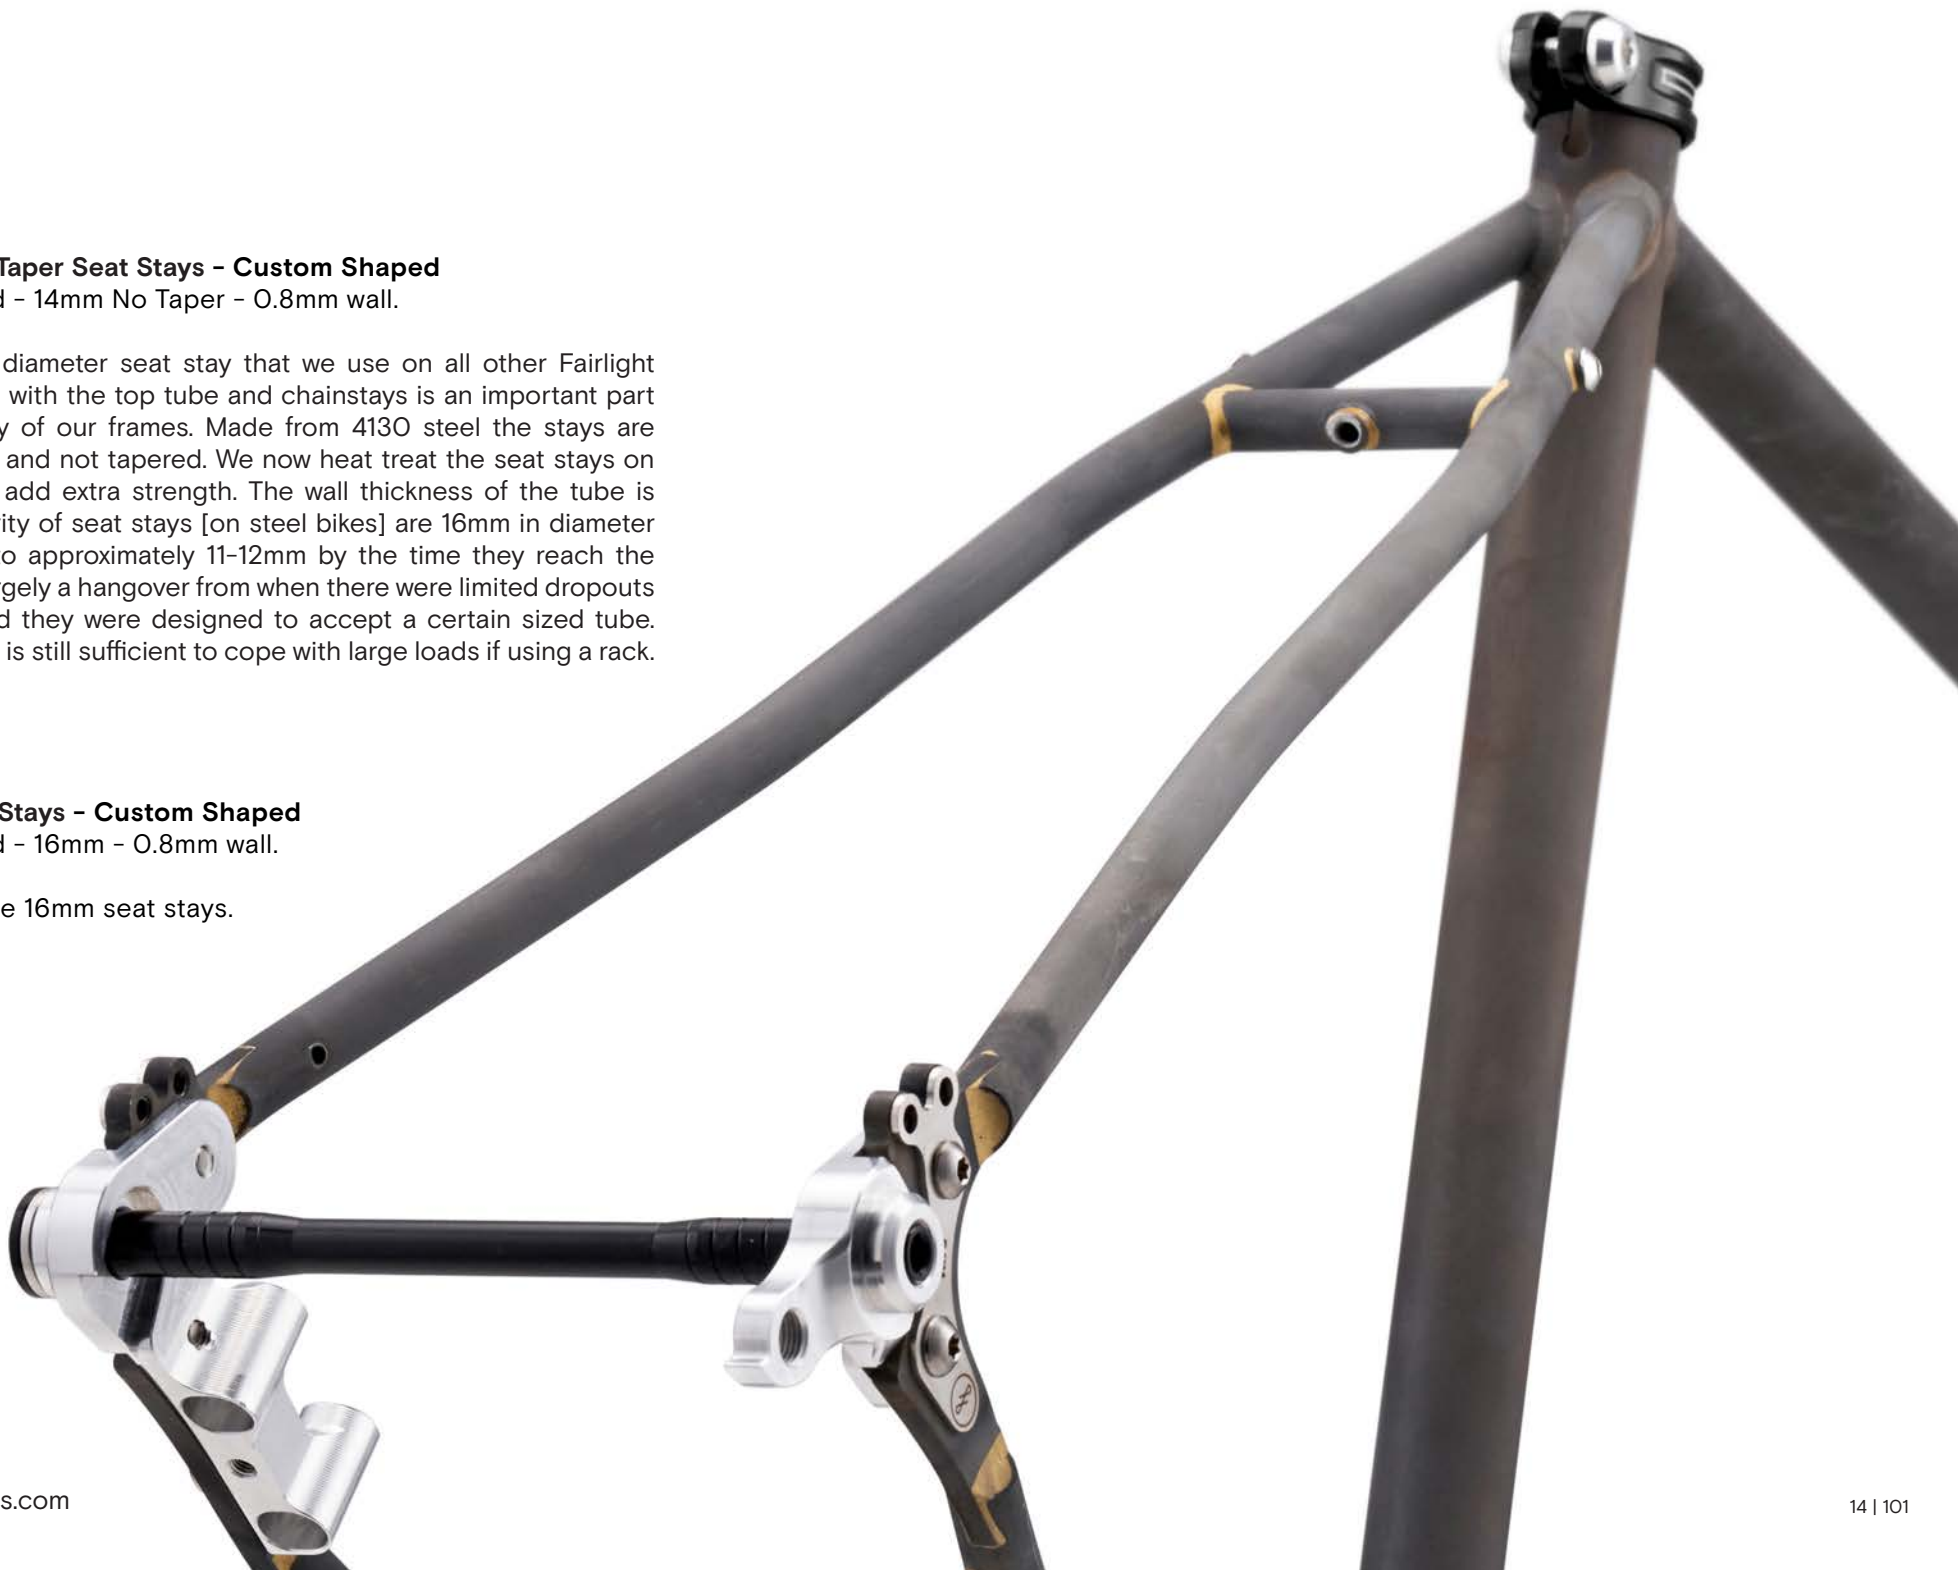 Taper Seat Stays – Custom Shaped
– 14mm No Taper – 0.8mm wall.
diameter seat stay that we use on all other Fairlight
with the top tube and chainstays is an important part
of our frames. Made from 4130 steel the stays are
and not tapered. We now heat treat the seat stays on
add extra strength. The wall thickness of the tube is
of seat stays [on steel bikes] are 16mm in diameter
approximately 11–12mm by the time they reach the
a hangover from when there were limited dropouts
they were designed to accept a certain sized tube.
is still sufficient to cope with large loads if using a rack.
Stays – Custom Shaped
– 16mm – 0.8mm wall.
16mm seat stays.
s.com
14 | 101